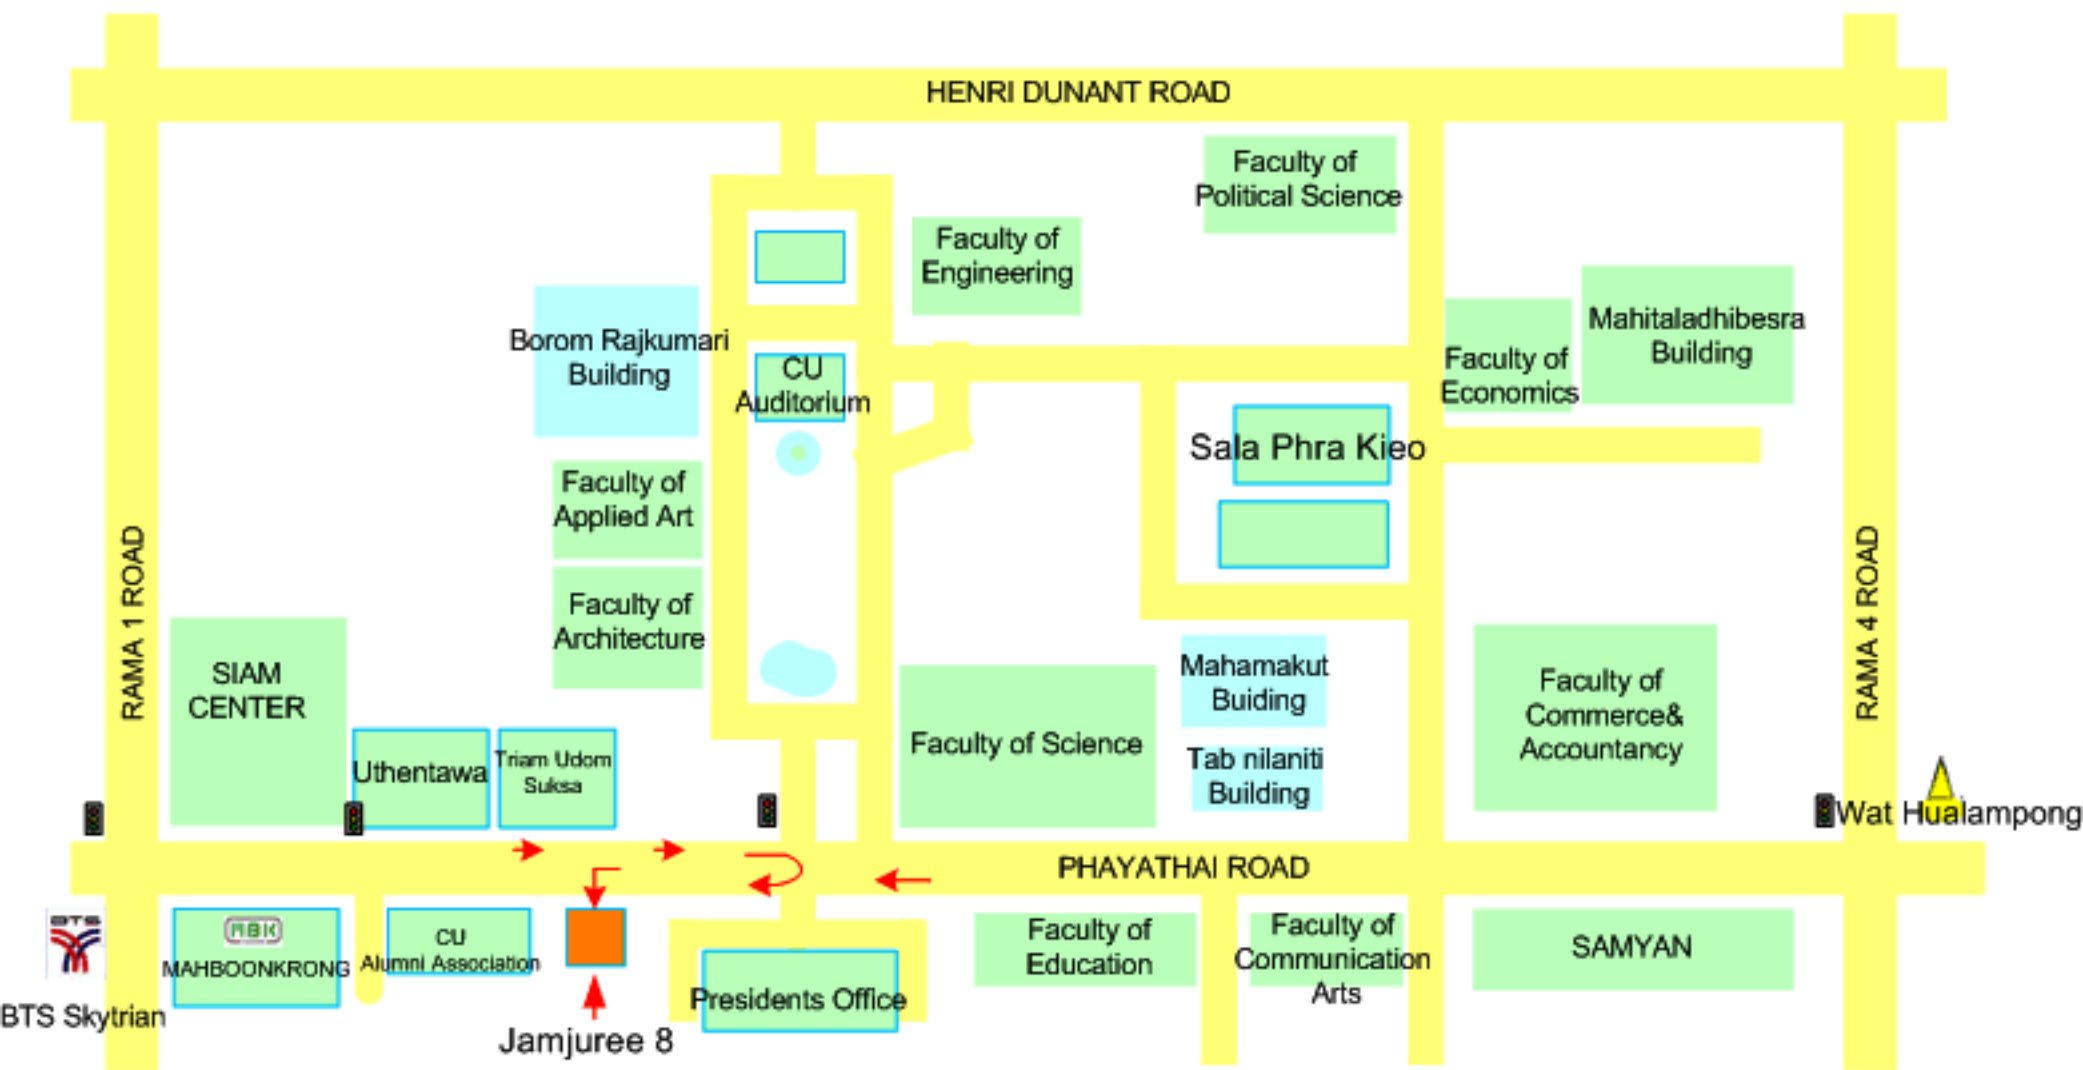 HENRI DUNANT ROAD
Faculty of
Political Science
Faculty of
Engineering
Borom Rajkumari
Building
CU
Auditorium
Mahitaladhibesra
Building
Faculty of
Economics
Sala Phra Kieo
Faculty of
Applied Art
Faculty of
Architecture
RAMA 1 ROAD
RAMA 4 ROAD
SIAM
CENTER
Mahamakut
Buiding
Faculty of
Commerce&
Accountancy
Faculty of Science
Uthentawa
Triam Udom
Suksa
Tab nilaniti
Building
Wat Hualampong
PHAYATHAI ROAD
BTS
BTS Skytrian
MBK
MAHBOONKRONG
CU
Alumni Association
Jamjuree 8
Presidents Office
Faculty of
Education
Faculty of
Communication
Arts
SAMYAN